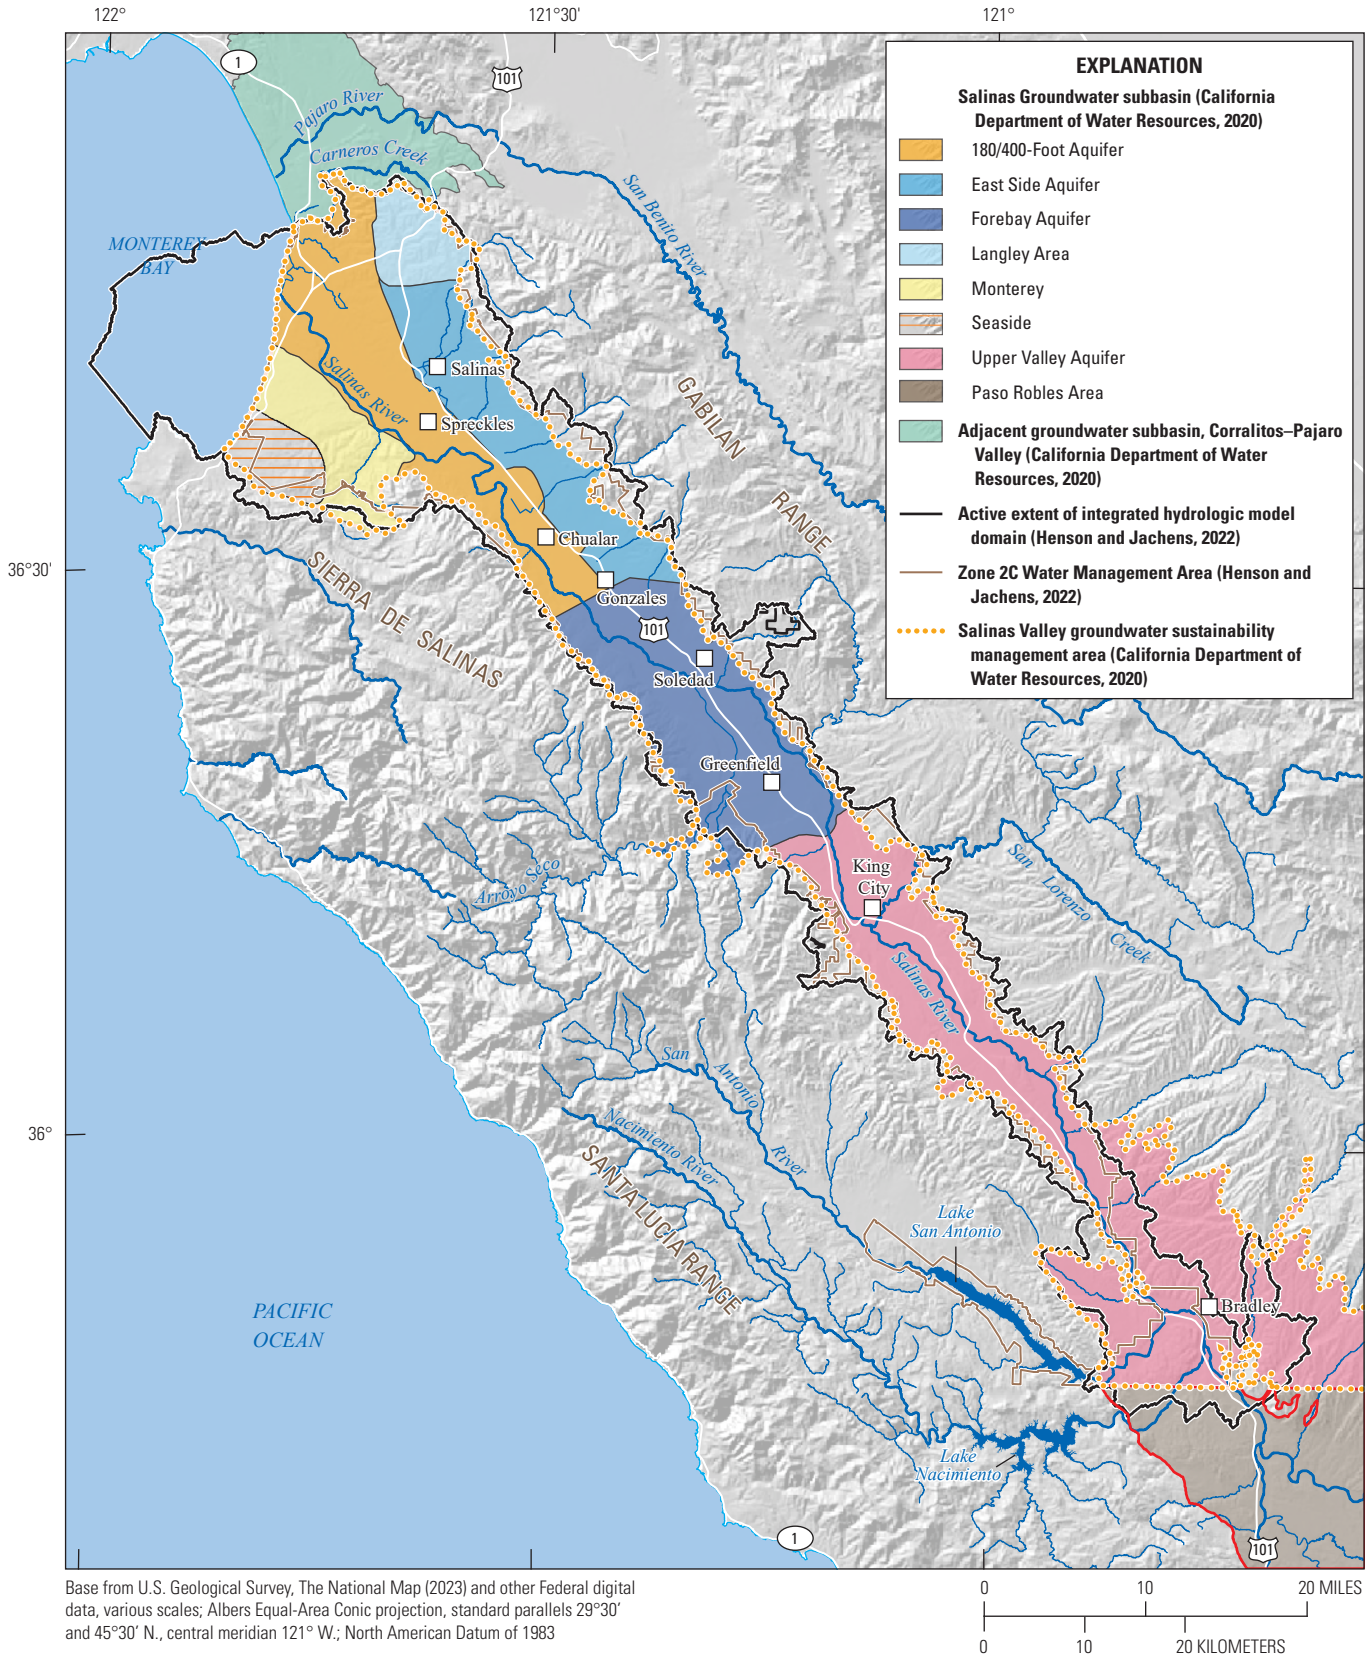 122°
121°30'
121°
1
101
Pajaro River
Carneros Creek
San Benito River
MONTEREY
BAY
Salinas
Salinas River
Spreckles
GABILAN
RANGE
Chualar
36°30'
Gonzales
101
SIERRA DE SALINAS
Soledad
Greenfield
King
City
San Lorenzo Creek
Arroyo Seco
Salinas River
San Antonio River
Nacimiento River
36°
SANTA LUCIA RANGE
Lake
San Antonio
PACIFIC
OCEAN
Bradley
Lake
Nacimiento
1
101
EXPLANATION
Salinas Groundwater subbasin (California
Department of Water Resources, 2020)
180/400-Foot Aquifer
East Side Aquifer
Forebay Aquifer
Langley Area
Monterey
Seaside
Upper Valley Aquifer
Paso Robles Area
Adjacent groundwater subbasin, Corralitos–Pajaro
Valley (California Department of Water
Resources, 2020)
Active extent of integrated hydrologic model
domain (Henson and Jachens, 2022)
Zone 2C Water Management Area (Henson and
Jachens, 2022)
Salinas Valley groundwater sustainability
management area (California Department of
Water Resources, 2020)
Base from U.S. Geological Survey, The National Map (2023) and other Federal digital
data, various scales; Albers Equal-Area Conic projection, standard parallels 29°30′
and 45°30′ N., central meridian 121° W.; North American Datum of 1983
0 10 20 MILES
0 10 20 KILOMETERS